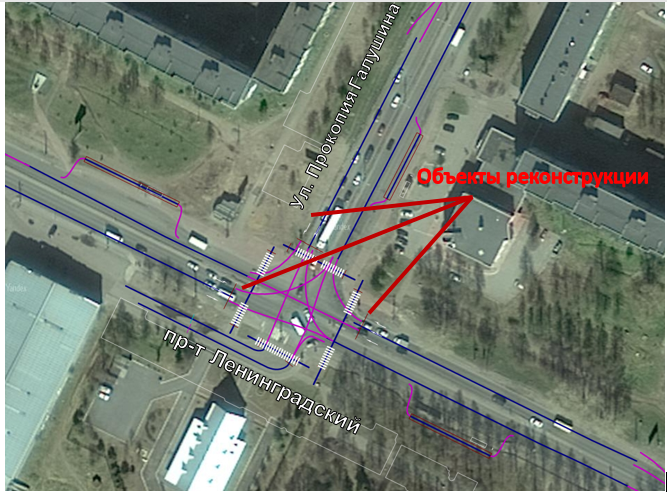 Ул. Прокопия Галушина
Объекты реконструкции
пр-т Ленинградский